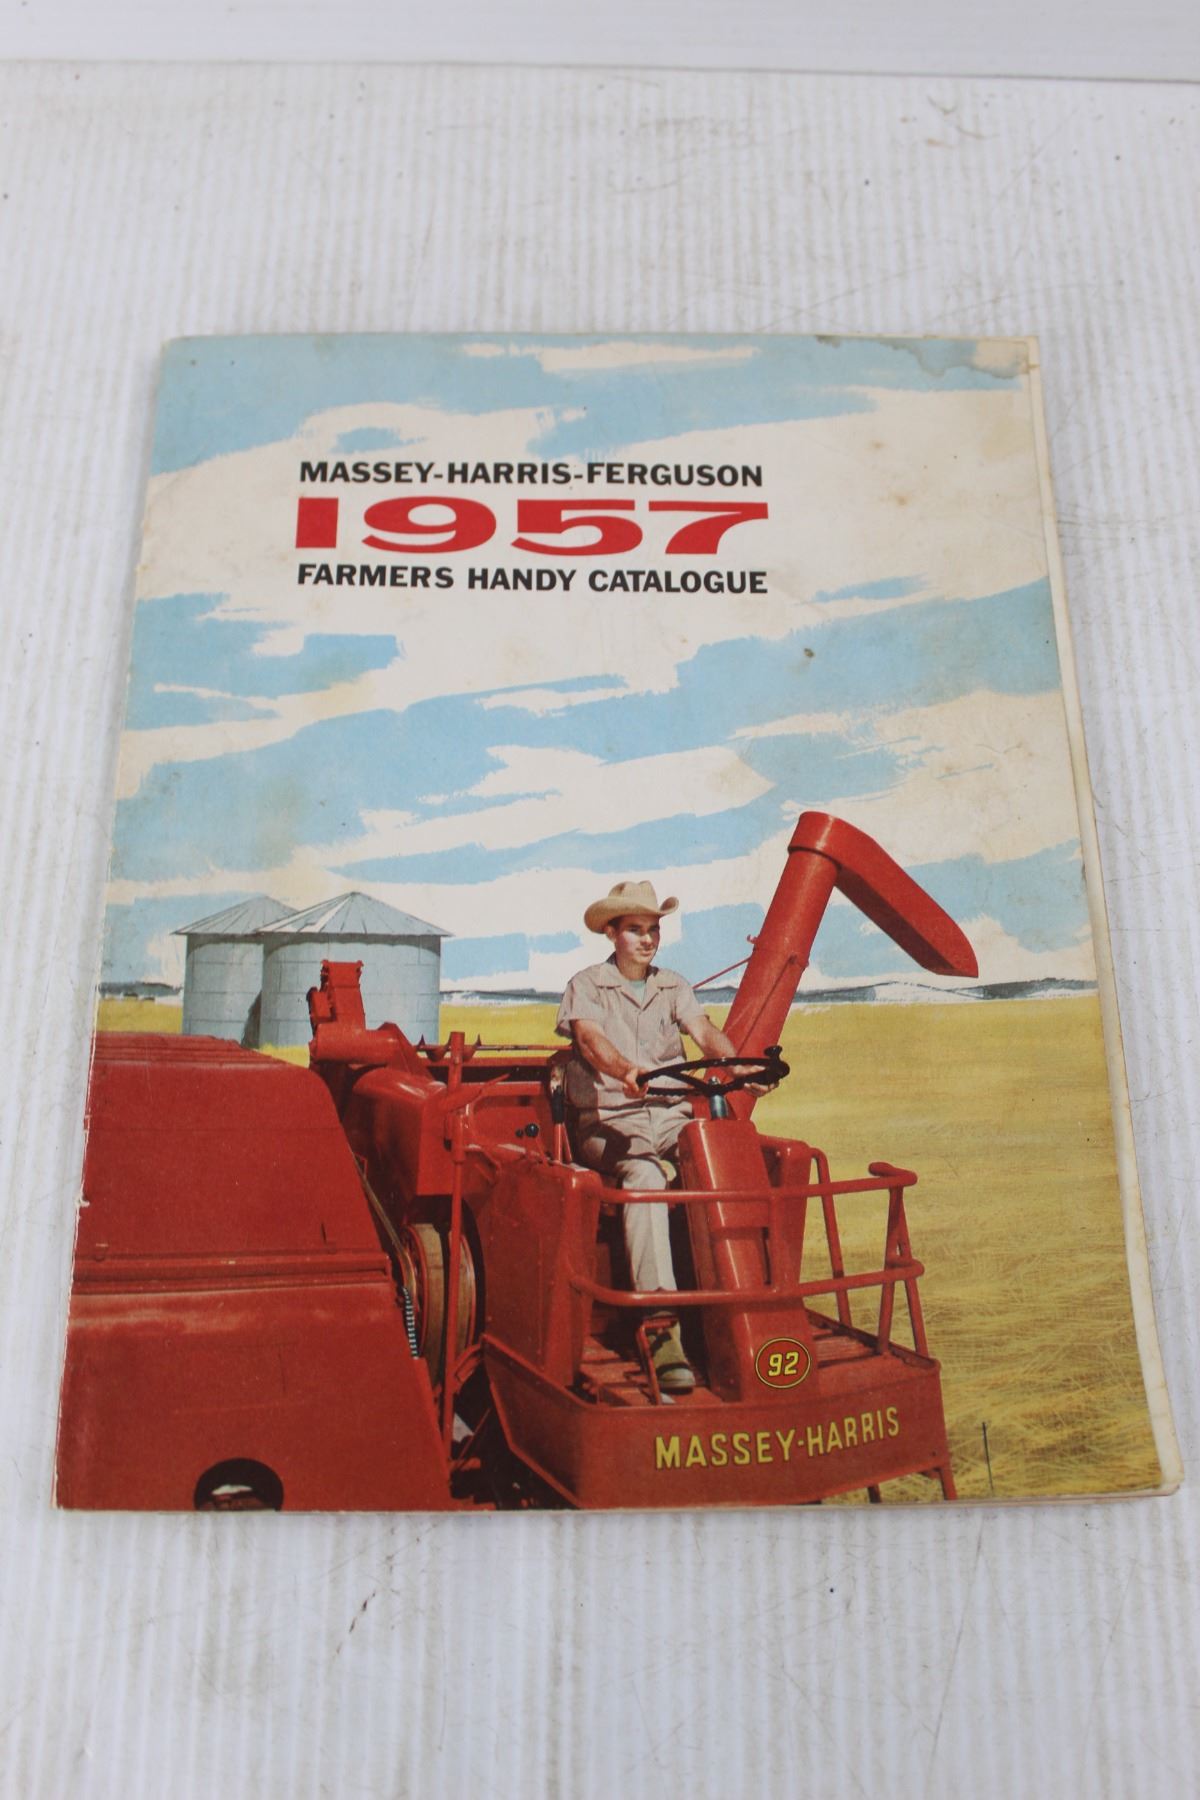 MASSEY-HARRIS-FERGUSON
1957
FARMERS HANDY CATALOGUE
92
MASSEY-HARRIS